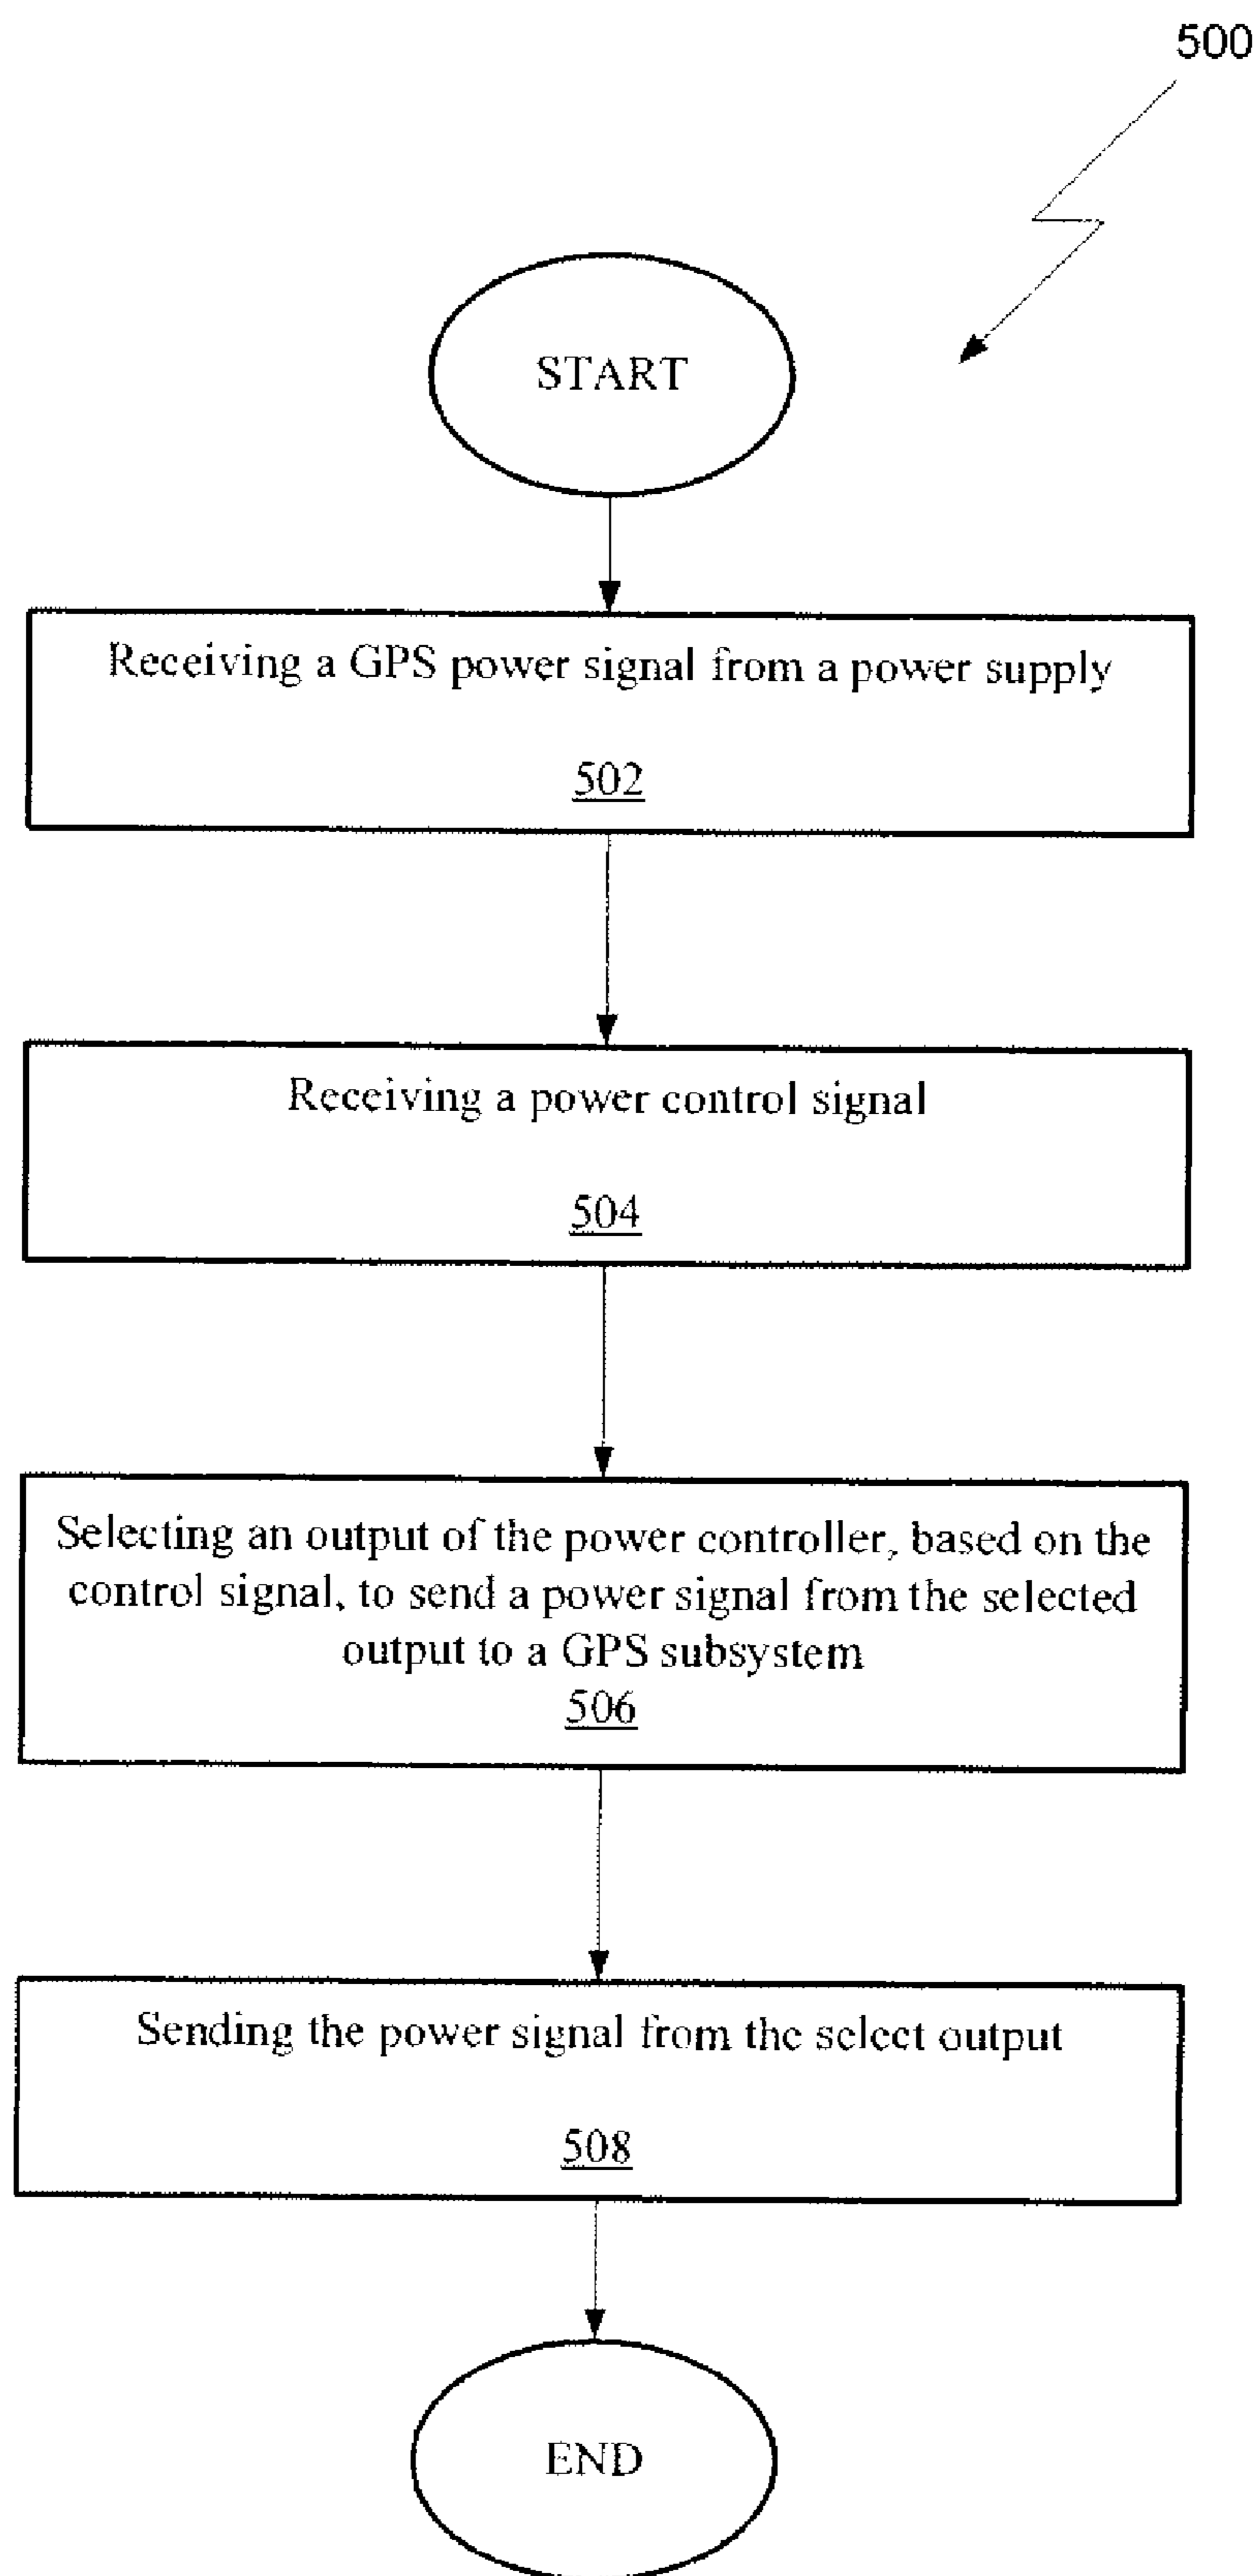 500
START
Receiving a GPS power signal from a power supply
502
Receiving a power control signal
504
Selecting an output of the power controller, based on the
control signal, to send a power signal from the selected
output to a GPS subsystem
506
Sending the power signal from the select output
508
END